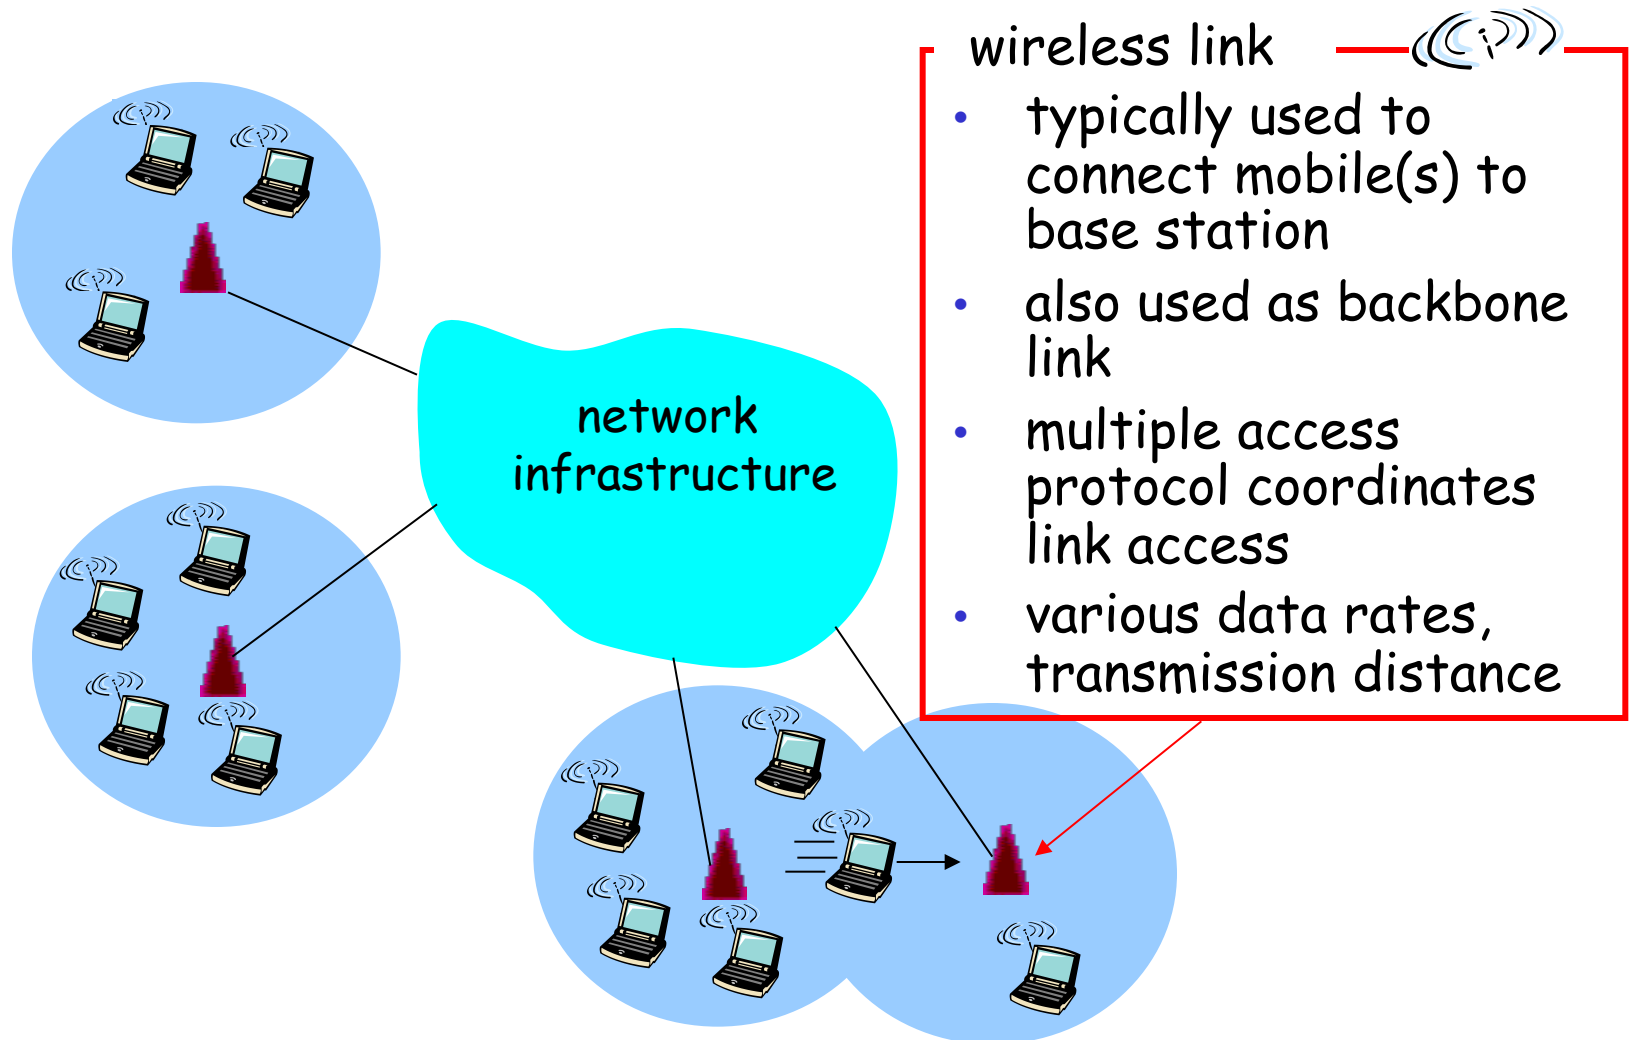 wireless link
• typically used to
connect mobile(s) to
base station
• also used as backbone
link
• multiple access
protocol coordinates
link access
• various data rates,
transmission distance
network
infrastructure